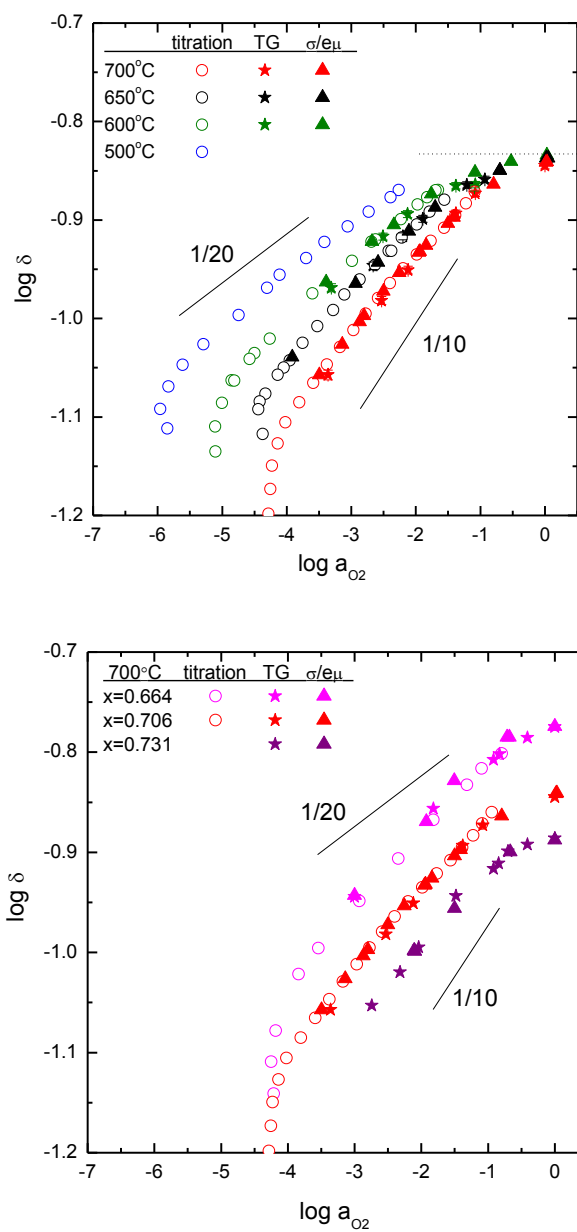 titration TG σ/eμ
700°C
650°C
600°C
500°C
-0.7
-0.8
-0.9
-1.0
-1.1
-1.2
log δ
1/20
1/10
-7 -6 -5 -4 -3 -2 -1 0
log aO2
700°C titration TG σ/eμ
x=0.664
x=0.706
x=0.731
-0.7
-0.8
-0.9
-1.0
-1.1
-1.2
log δ
1/20
1/10
-7 -6 -5 -4 -3 -2 -1 0
log aO2